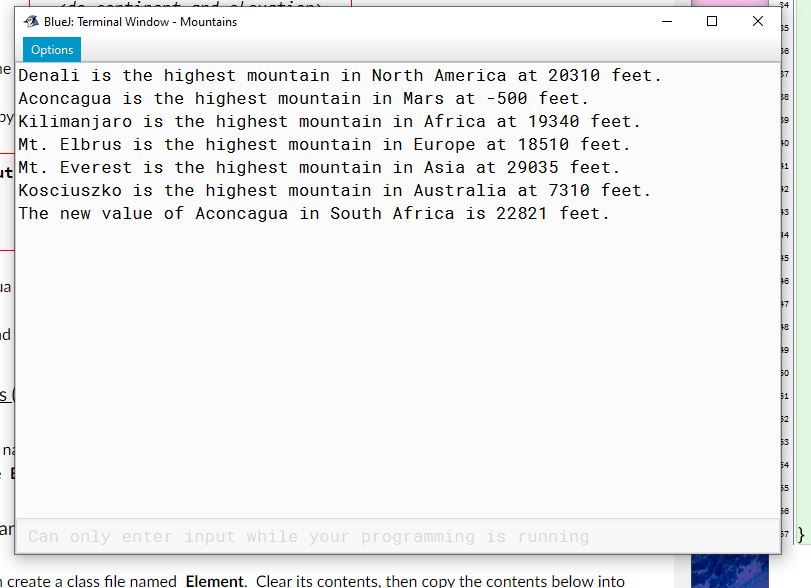 BlueJ: Terminal Window - Mountains
Options
Denali is the highest mountain in North America at 20310 feet.
Aconcagua is the highest mountain in Mars at -500 feet.
Kilimanjaro is the highest mountain in Africa at 19340 feet.
Mt. Elbrus is the highest mountain in Europe at 18510 feet.
Mt. Everest is the highest mountain in Asia at 29035 feet.
Kosciuszko is the highest mountain in Australia at 7310 feet.
The new value of Aconcagua in South Africa is 22821 feet.
Can only enter input while your programming is running
create a class file named Element. Clear its contents, then copy the contents below into
}